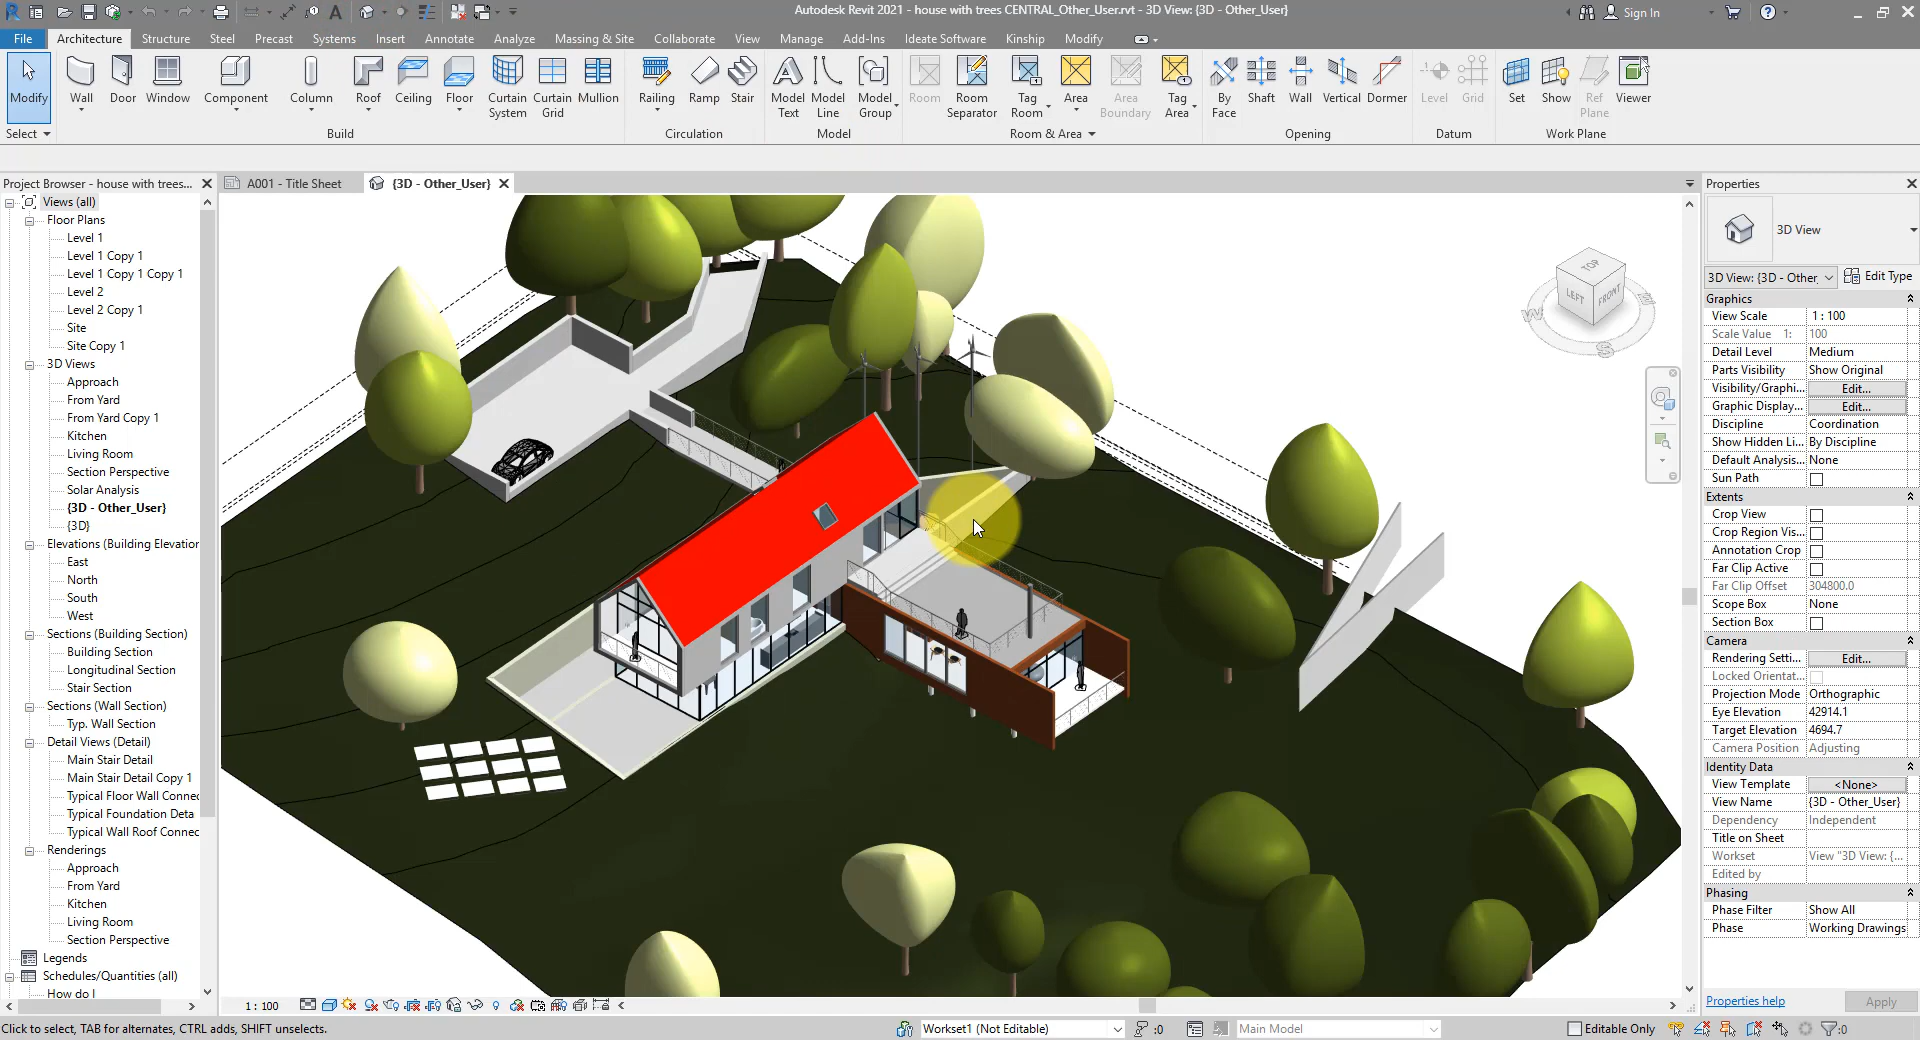 Autodesk Revit 2021 - house with trees CENTRAL_Other_User.rvt - 3D View: {3D - Other_User}
Sign In
File Architecture Structure Steel Precast Systems Insert Annotate Analyze Massing & Site Collaborate View Manage Add-Ins Ideate Software Kinship Modify
Modify Wall Door Window Component Column Roof Ceiling Floor Curtain System Curtain Grid Mullion Railing Ramp Stair Model Text Model Line Model Group Room Room Separator Tag Room Area Area Boundary Tag Area By Face Shaft Wall Vertical Dormer Level Grid Set Show Ref Plane Viewer
Select Build Circulation Model Room & Area Opening Datum Work Plane
Project Browser - house with trees...
A001 - Title Sheet
{3D - Other_User}
Views (all)
Floor Plans
Level 1
Level 1 Copy 1
Level 1 Copy 1 Copy 1
Level 2
Level 2 Copy 1
Site
Site Copy 1
3D Views
Approach
From Yard
From Yard Copy 1
Kitchen
Living Room
Section Perspective
Solar Analysis
{3D - Other_User}
{3D}
Elevations (Building Elevation
East
North
South
West
Sections (Building Section)
Building Section
Longitudinal Section
Stair Section
Sections (Wall Section)
Typ. Wall Section
Detail Views (Detail)
Main Stair Detail
Main Stair Detail Copy 1
Typical Floor Wall Connec
Typical Foundation Deta
Typical Wall Roof Connec
Renderings
Approach
From Yard
Kitchen
Living Room
Section Perspective
Legends
Schedules/Quantities (all)
How do I
TOP
LEFT
FRONT
W
S
Properties
3D View
3D View: {3D - Other_
Edit Type
Graphics
View Scale 1 : 100
Scale Value 1: 100
Detail Level Medium
Parts Visibility Show Original
Visibility/Graphi... Edit...
Graphic Display... Edit...
Discipline Coordination
Show Hidden Li... By Discipline
Default Analysis... None
Sun Path
Extents
Crop View
Crop Region Vis...
Annotation Crop
Far Clip Active
Far Clip Offset 304800.0
Scope Box None
Section Box
Camera
Rendering Setti... Edit...
Locked Orientat...
Projection Mode Orthographic
Eye Elevation 42914.1
Target Elevation 4694.7
Camera Position Adjusting
Identity Data
View Template <None>
View Name {3D - Other_User}
Dependency Independent
Title on Sheet
Workset View "3D View: {...
Edited by
Phasing
Phase Filter Show All
Phase Working Drawings
Properties help
Apply
1 : 100
Click to select, TAB for alternates, CTRL adds, SHIFT unselects.
Workset1 (Not Editable)
:0
Main Model
Editable Only
:0